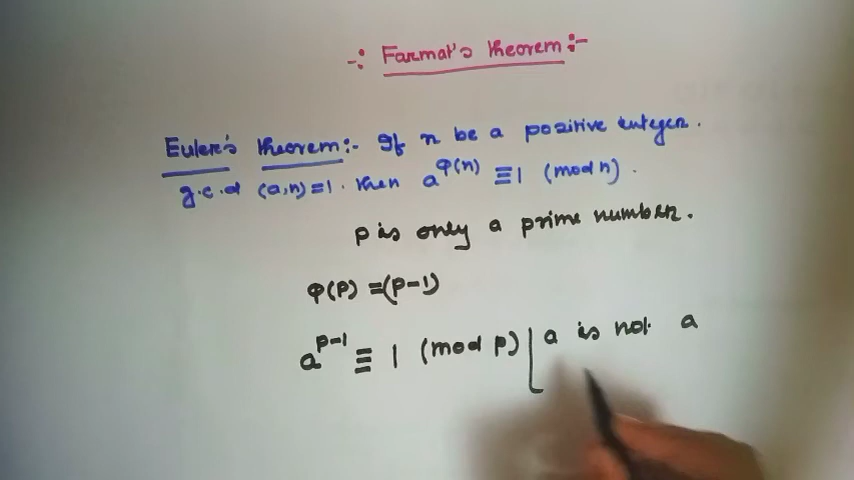 -: Farmat's theorem :-
Euler's theorem :- If n be a positive integer.
g.c.d (a,n)=1. then a^φ(n) ≡1 (mod n).
p is only a prime number.
φ(p) =(p-1)
a^p-1 ≡ 1 (mod p) | a is not a